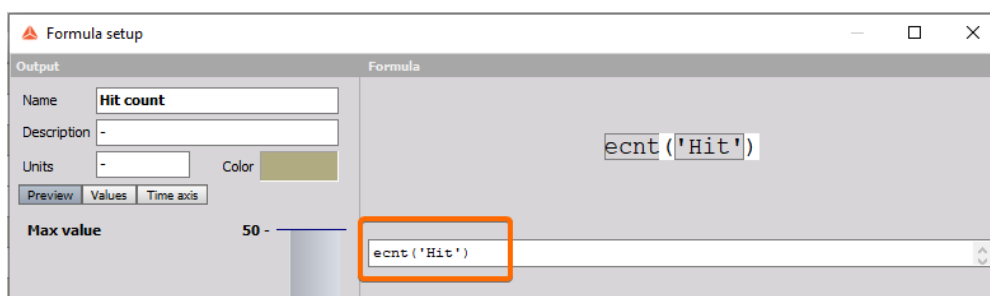 Formula setup
Output
Formula
Name
Hit count
Description
-
Units
-
Color
Preview
Values
Time axis
ecnt('Hit')
Max value
50 -
ecnt('Hit')